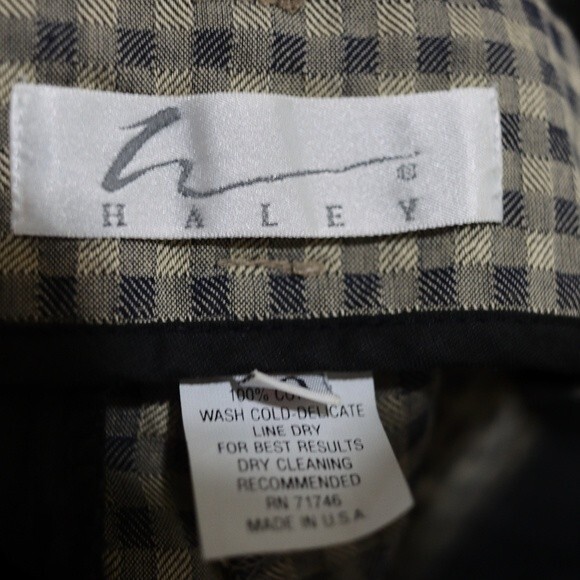 HALEY
100%
WASH COLD-DELICATE
LINE DRY
FOR BEST RESULTS
DRY CLEANING
RECOMMENDED
RN 71746
MADE IN U.S.A.